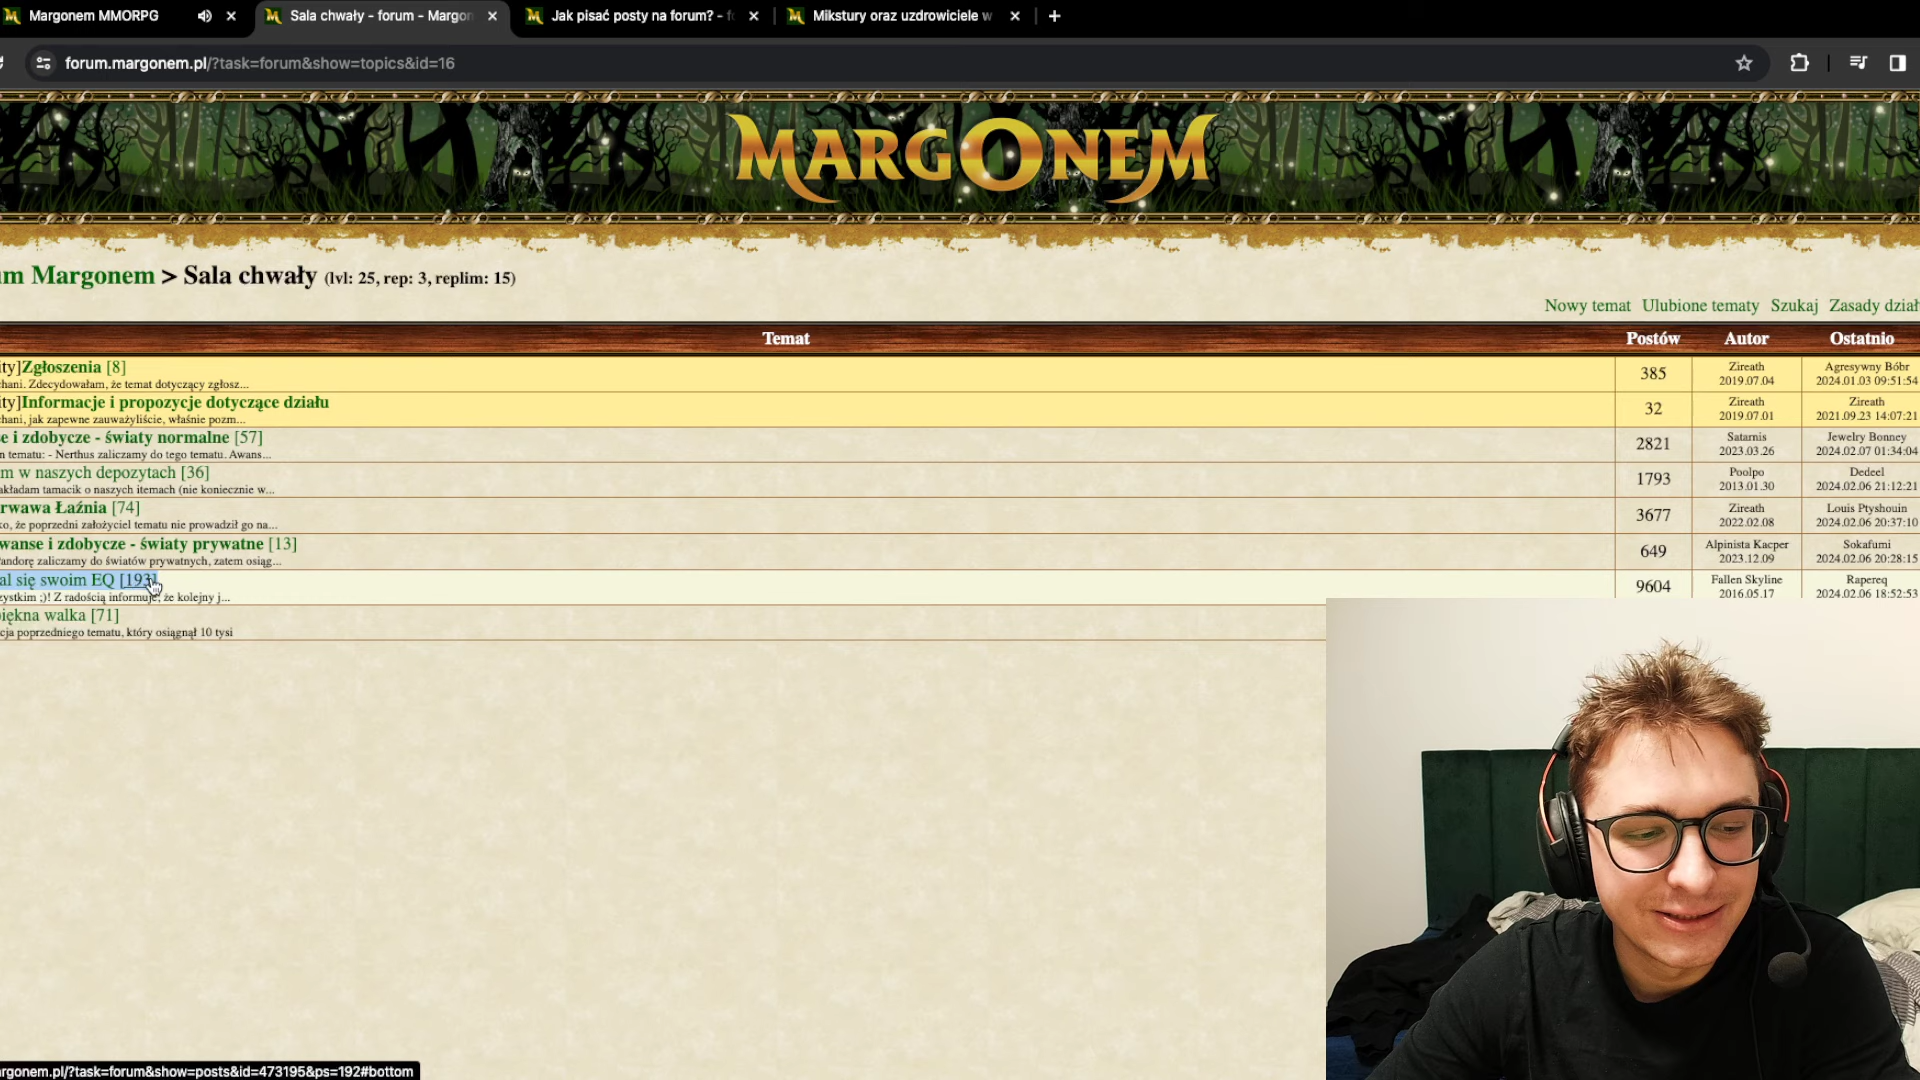 Margonem MMORPG
Sala chwały - forum - Margon
Jak pisać posty na forum? - f
Mikstury oraz uzdrowiciele w
forum.margonem.pl/?task=forum&show=topics&id=16
MARGONEM
um Margonem > Sala chwały (lvl: 25, rep: 3, replim: 15)
Nowy temat Ulubione tematy Szukaj Zasady dział
Temat Postów Autor Ostatnio
ity]Zgłoszenia [8] 385 Zireath Agresywny Bóbr
chani. Zdecydowałam, że temat dotyczący zgłosz... 2019.07.04 2024.01.03 09:51:54
ity]Informacje i propozycje dotyczące działu 32 Zireath Zireath
chani, jak zapewne zauważyliście, właśnie pozm... 2019.07.01 2021.09.23 14:07:21
e i zdobycze - światy normalne [57] 2821 Satarnis Jewelry Bonney
n tematu: - Nerthus zaliczamy do tego tematu. Awans... 2023.03.26 2024.02.07 01:34:04
m w naszych depozytach [36] 1793 Poolpo Dedeel
akładam tamacik o naszych itemach (nie koniecznie w... 2013.01.30 2024.02.06 21:12:21
rwawa Łaźnia [74] 3677 Zireath Louis Ptyshouin
ko, że poprzedni założyciel tematu nie prowadził go na... 2022.02.08 2024.02.06 20:37:10
wanse i zdobycze - światy prywatne [13] 649 Alpinista Kacper Sokafumi
Pandorę zaliczamy do światów prywatnych, zatem osiąg... 2023.12.09 2024.02.06 20:28:15
al się swoim EQ [193] 9604 Fallen Skyline Rapereq
zystkim ;)! Z radością informuję, że kolejny j... 2016.05.17 2024.02.06 18:52:53
piękna walka [71]
cja poprzedniego tematu, który osiągnął 10 tysi
rgonem.pl/?task=forum&show=posts&id=473195&ps=192#bottom